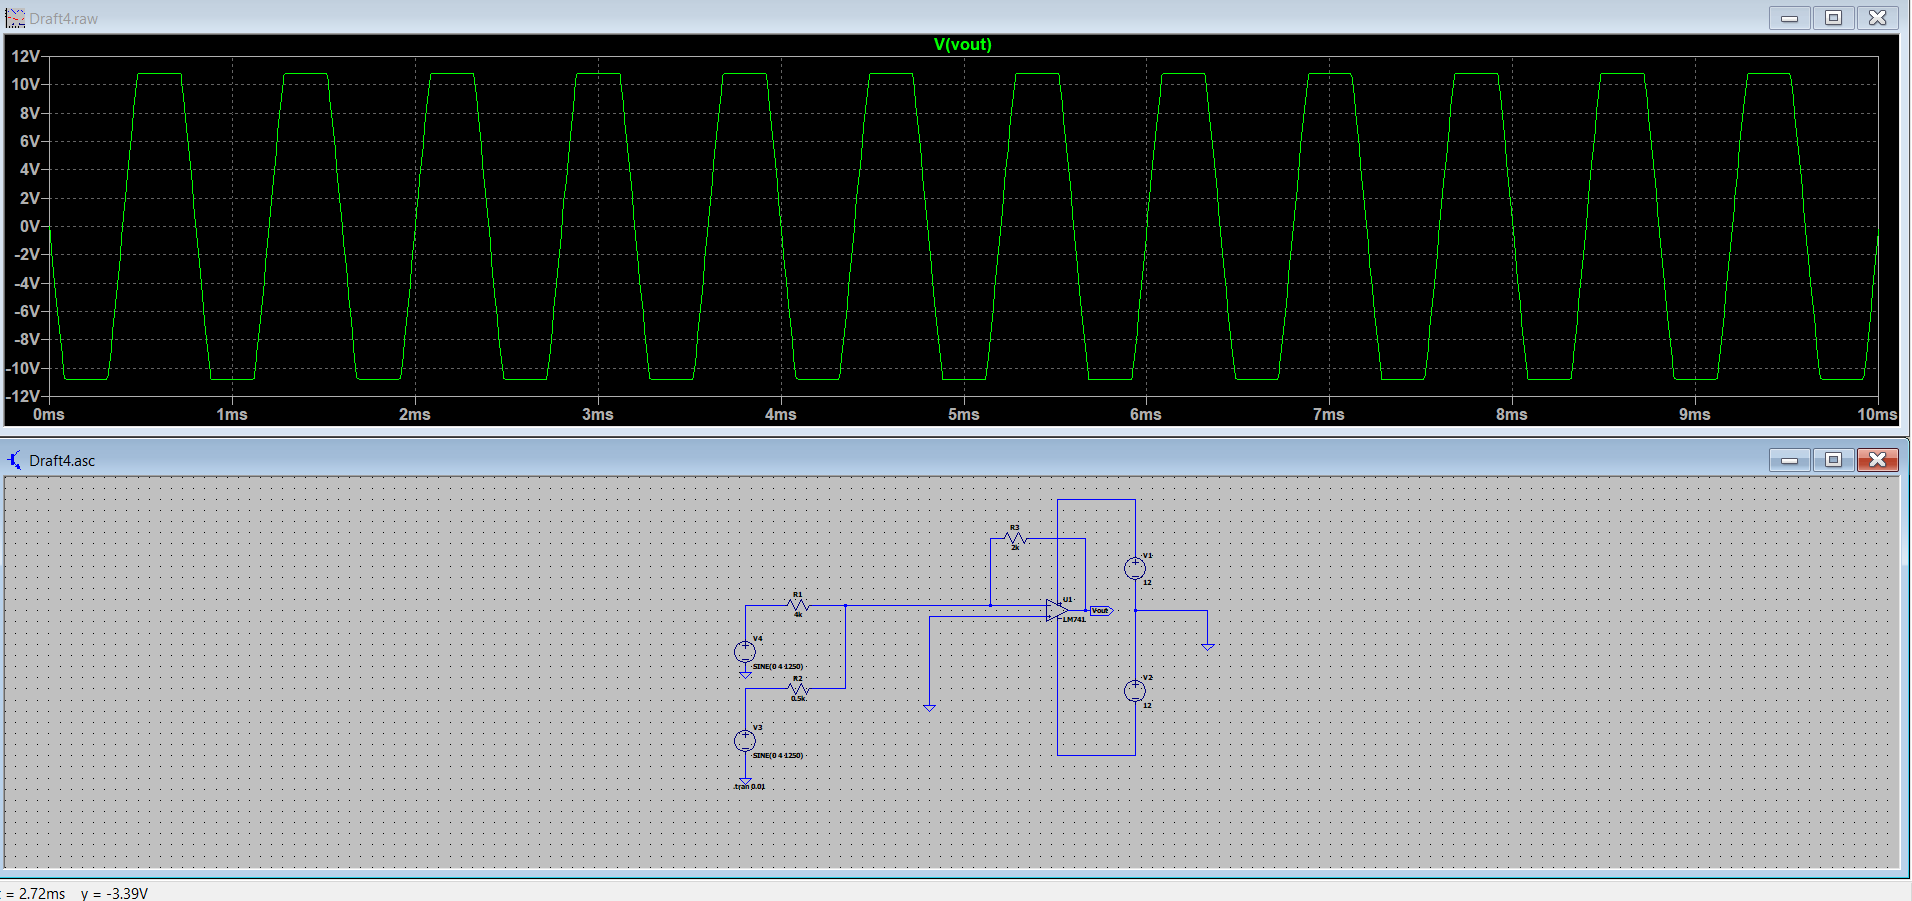 Draft4.raw
V(vout)
12V
10V
8V
6V
4V
2V
0V
-2V
-4V
-6V
-8V
-10V
-12V
0ms 1ms 2ms 3ms 4ms 5ms 6ms 7ms 8ms 9ms 10ms
Draft4.asc
R3
2k
V1
12
R1
4k
U1
Vout
LM741
V4
SINE(0 4 1250)
R2
0.5k
V2
12
V3
SINE(0 4 1250)
.tran 0.01
= 2.72ms y = -3.39V